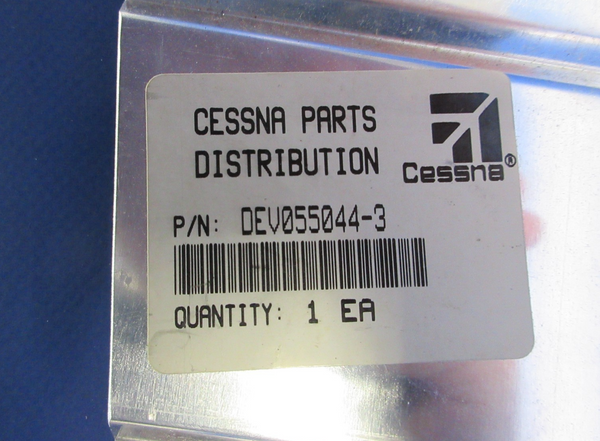 CESSNA PARTS
DISTRIBUTION
Cessna®
P/N: DEV055044-3
QUANTITY: 1 EA